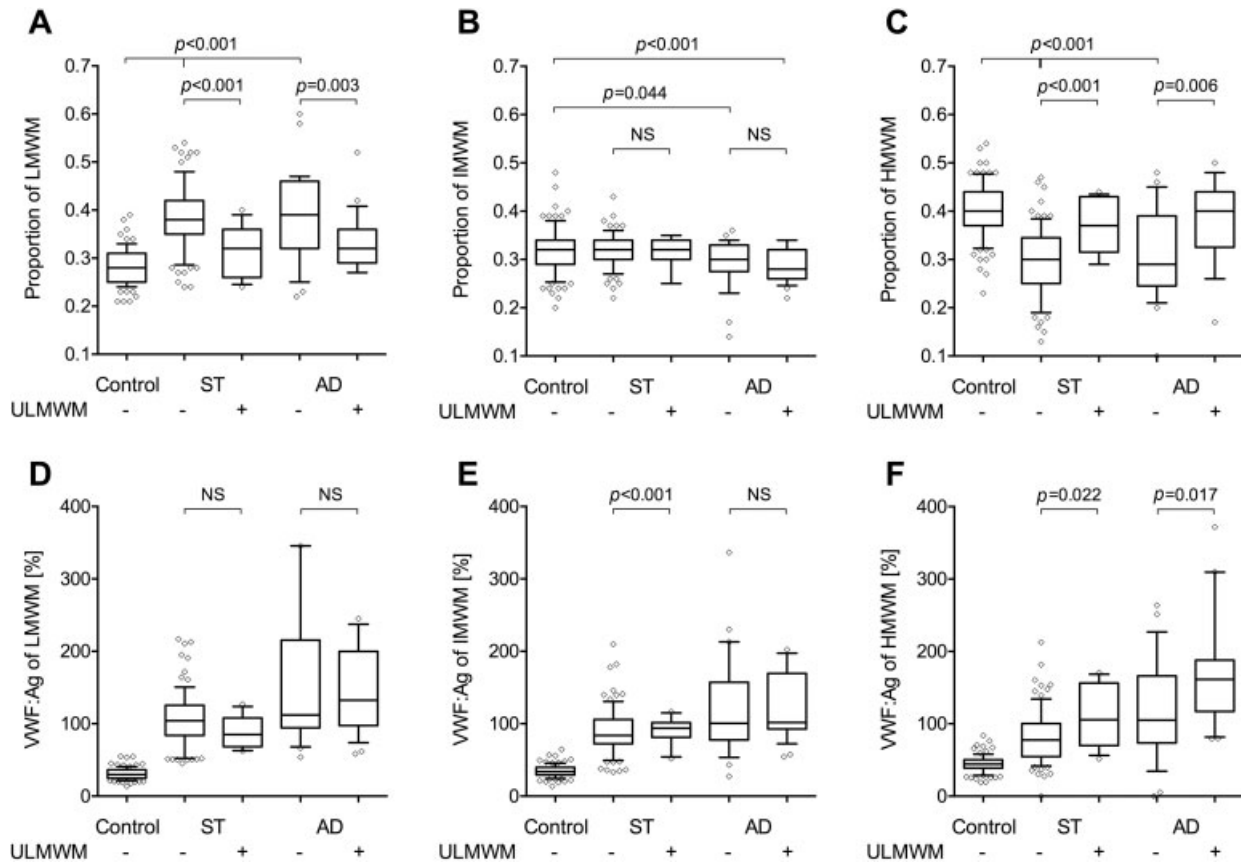 A
B
C
p<0.001
p<0.001
p<0.001
p<0.001
p=0.003
p=0.044
NS
NS
p<0.001
p=0.006
Proportion of LMWM
0.7
0.6
0.5
0.4
0.3
0.2
0.1
Proportion of IMWM
0.7
0.6
0.5
0.4
0.3
0.2
0.1
Proportion of HMWM
0.7
0.6
0.5
0.4
0.3
0.2
0.1
Control ST AD
ULMWM - - + - +
Control ST AD
ULMWM - - + - +
Control ST AD
ULMWM - - + - +
D
E
F
NS
NS
p<0.001
NS
p=0.022
p=0.017
VWF:Ag of LMWM [%]
400
300
200
100
0
VWF:Ag of IMWM [%]
400
300
200
100
0
VWF:Ag of HMWM [%]
400
300
200
100
0
Control ST AD
ULMWM - - + - +
Control ST AD
ULMWM - - + - +
Control ST AD
ULMWM - - + - +